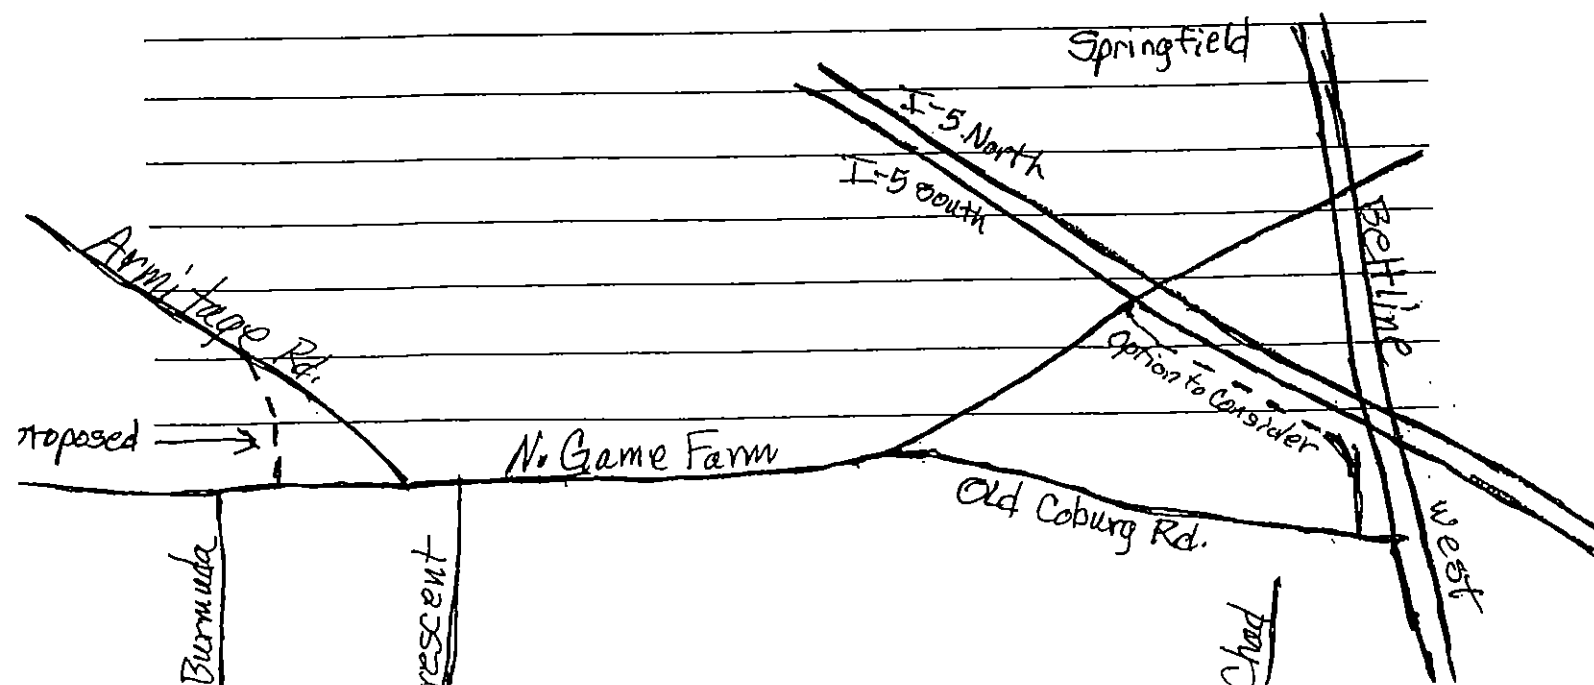 Springfield
I-5 North
I-5 South
Beltline
Armitage Rd.
Option to Consider
roposed
N. Game Farm
Old Coburg Rd.
West
Burmuda
rescent
Chad